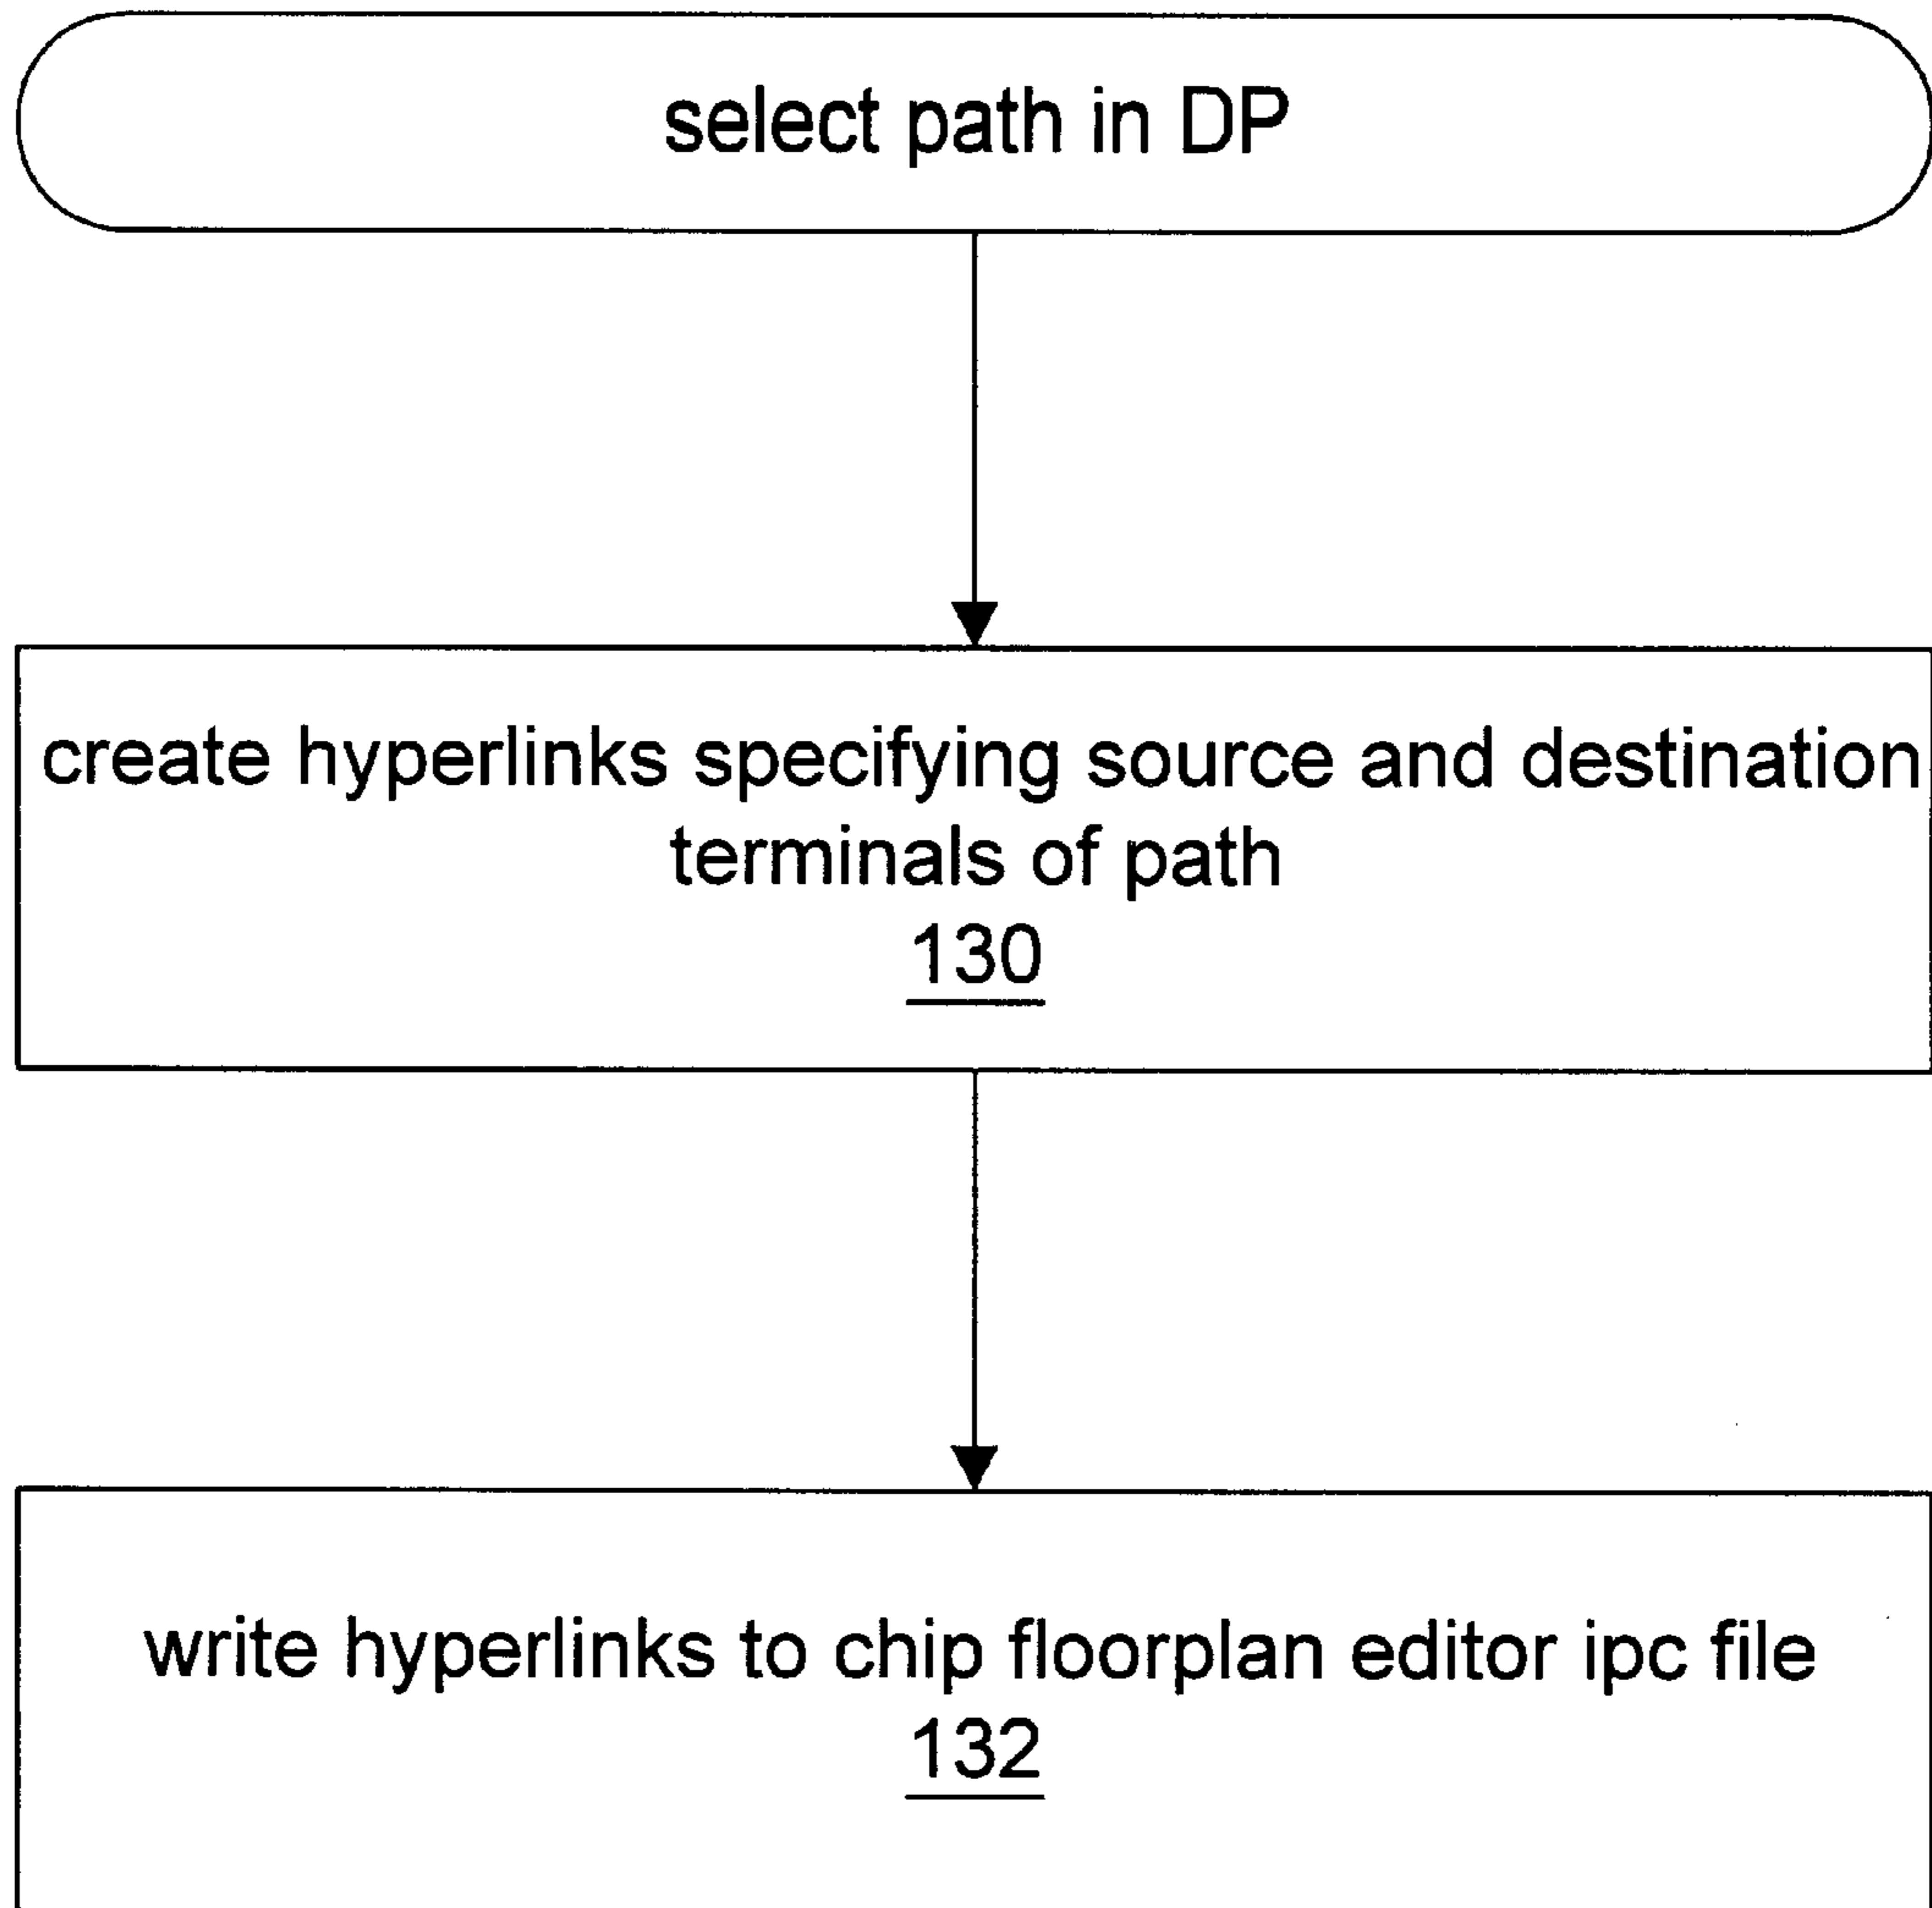 select path in DP
create hyperlinks specifying source and destination
terminals of path
130
write hyperlinks to chip floorplan editor ipc file
132